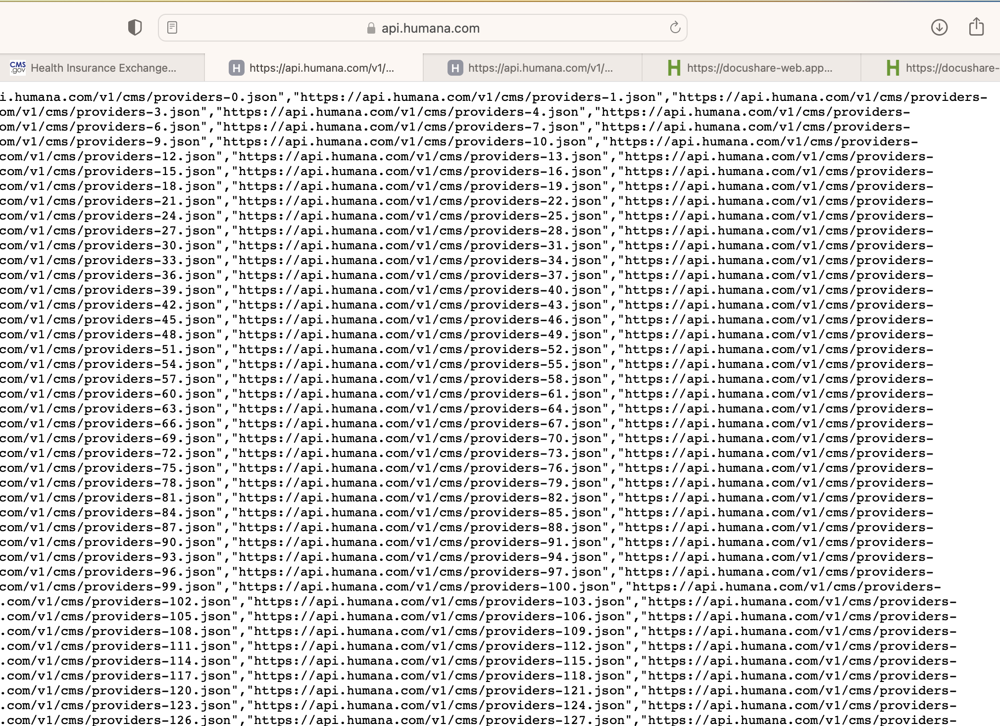 api.humana.com
CMS .gov Health Insurance Exchange... H https://api.humana.com/v1/... H https://api.humana.com/v1/... H https://docushare-web.app... H https://docushare-
i.humana.com/v1/cms/providers-0.json","https://api.humana.com/v1/cms/providers-1.json","https://api.humana.com/v1/cms/providers-
om/v1/cms/providers-3.json","https://api.humana.com/v1/cms/providers-4.json","https://api.humana.com/v1/cms/providers-
om/v1/cms/providers-6.json","https://api.humana.com/v1/cms/providers-7.json","https://api.humana.com/v1/cms/providers-
om/v1/cms/providers-9.json","https://api.humana.com/v1/cms/providers-10.json","https://api.humana.com/v1/cms/providers-
com/v1/cms/providers-12.json","https://api.humana.com/v1/cms/providers-13.json","https://api.humana.com/v1/cms/providers-
com/v1/cms/providers-15.json","https://api.humana.com/v1/cms/providers-16.json","https://api.humana.com/v1/cms/providers-
com/v1/cms/providers-18.json","https://api.humana.com/v1/cms/providers-19.json","https://api.humana.com/v1/cms/providers-
com/v1/cms/providers-21.json","https://api.humana.com/v1/cms/providers-22.json","https://api.humana.com/v1/cms/providers-
com/v1/cms/providers-24.json","https://api.humana.com/v1/cms/providers-25.json","https://api.humana.com/v1/cms/providers-
com/v1/cms/providers-27.json","https://api.humana.com/v1/cms/providers-28.json","https://api.humana.com/v1/cms/providers-
com/v1/cms/providers-30.json","https://api.humana.com/v1/cms/providers-31.json","https://api.humana.com/v1/cms/providers-
com/v1/cms/providers-33.json","https://api.humana.com/v1/cms/providers-34.json","https://api.humana.com/v1/cms/providers-
com/v1/cms/providers-36.json","https://api.humana.com/v1/cms/providers-37.json","https://api.humana.com/v1/cms/providers-
com/v1/cms/providers-39.json","https://api.humana.com/v1/cms/providers-40.json","https://api.humana.com/v1/cms/providers-
com/v1/cms/providers-42.json","https://api.humana.com/v1/cms/providers-43.json","https://api.humana.com/v1/cms/providers-
com/v1/cms/providers-45.json","https://api.humana.com/v1/cms/providers-46.json","https://api.humana.com/v1/cms/providers-
com/v1/cms/providers-48.json","https://api.humana.com/v1/cms/providers-49.json","https://api.humana.com/v1/cms/providers-
com/v1/cms/providers-51.json","https://api.humana.com/v1/cms/providers-52.json","https://api.humana.com/v1/cms/providers-
com/v1/cms/providers-54.json","https://api.humana.com/v1/cms/providers-55.json","https://api.humana.com/v1/cms/providers-
com/v1/cms/providers-57.json","https://api.humana.com/v1/cms/providers-58.json","https://api.humana.com/v1/cms/providers-
com/v1/cms/providers-60.json","https://api.humana.com/v1/cms/providers-61.json","https://api.humana.com/v1/cms/providers-
com/v1/cms/providers-63.json","https://api.humana.com/v1/cms/providers-64.json","https://api.humana.com/v1/cms/providers-
com/v1/cms/providers-66.json","https://api.humana.com/v1/cms/providers-67.json","https://api.humana.com/v1/cms/providers-
com/v1/cms/providers-69.json","https://api.humana.com/v1/cms/providers-70.json","https://api.humana.com/v1/cms/providers-
com/v1/cms/providers-72.json","https://api.humana.com/v1/cms/providers-73.json","https://api.humana.com/v1/cms/providers-
com/v1/cms/providers-75.json","https://api.humana.com/v1/cms/providers-76.json","https://api.humana.com/v1/cms/providers-
com/v1/cms/providers-78.json","https://api.humana.com/v1/cms/providers-79.json","https://api.humana.com/v1/cms/providers-
com/v1/cms/providers-81.json","https://api.humana.com/v1/cms/providers-82.json","https://api.humana.com/v1/cms/providers-
com/v1/cms/providers-84.json","https://api.humana.com/v1/cms/providers-85.json","https://api.humana.com/v1/cms/providers-
com/v1/cms/providers-87.json","https://api.humana.com/v1/cms/providers-88.json","https://api.humana.com/v1/cms/providers-
com/v1/cms/providers-90.json","https://api.humana.com/v1/cms/providers-91.json","https://api.humana.com/v1/cms/providers-
com/v1/cms/providers-93.json","https://api.humana.com/v1/cms/providers-94.json","https://api.humana.com/v1/cms/providers-
com/v1/cms/providers-96.json","https://api.humana.com/v1/cms/providers-97.json","https://api.humana.com/v1/cms/providers-
com/v1/cms/providers-99.json","https://api.humana.com/v1/cms/providers-100.json","https://api.humana.com/v1/cms/providers-
.com/v1/cms/providers-102.json","https://api.humana.com/v1/cms/providers-103.json","https://api.humana.com/v1/cms/providers-
.com/v1/cms/providers-105.json","https://api.humana.com/v1/cms/providers-106.json","https://api.humana.com/v1/cms/providers-
.com/v1/cms/providers-108.json","https://api.humana.com/v1/cms/providers-109.json","https://api.humana.com/v1/cms/providers-
.com/v1/cms/providers-111.json","https://api.humana.com/v1/cms/providers-112.json","https://api.humana.com/v1/cms/providers-
.com/v1/cms/providers-114.json","https://api.humana.com/v1/cms/providers-115.json","https://api.humana.com/v1/cms/providers-
.com/v1/cms/providers-117.json","https://api.humana.com/v1/cms/providers-118.json","https://api.humana.com/v1/cms/providers-
.com/v1/cms/providers-120.json","https://api.humana.com/v1/cms/providers-121.json","https://api.humana.com/v1/cms/providers-
.com/v1/cms/providers-123.json","https://api.humana.com/v1/cms/providers-124.json","https://api.humana.com/v1/cms/providers-
.com/v1/cms/providers-126.json","https://api.humana.com/v1/cms/providers-127.json","https://api.humana.com/v1/cms/providers-